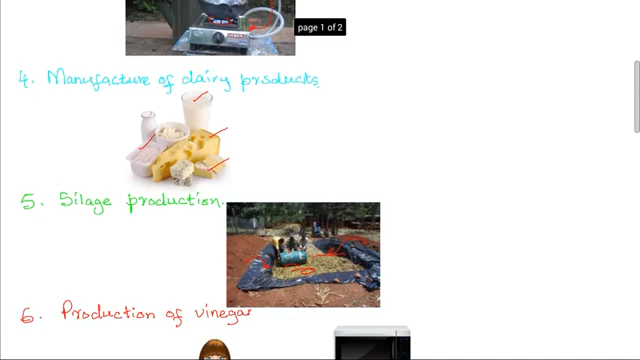 page 1 of 2
4. Manufacture of dairy products.
5. Silage production.
6. Production of vinegar